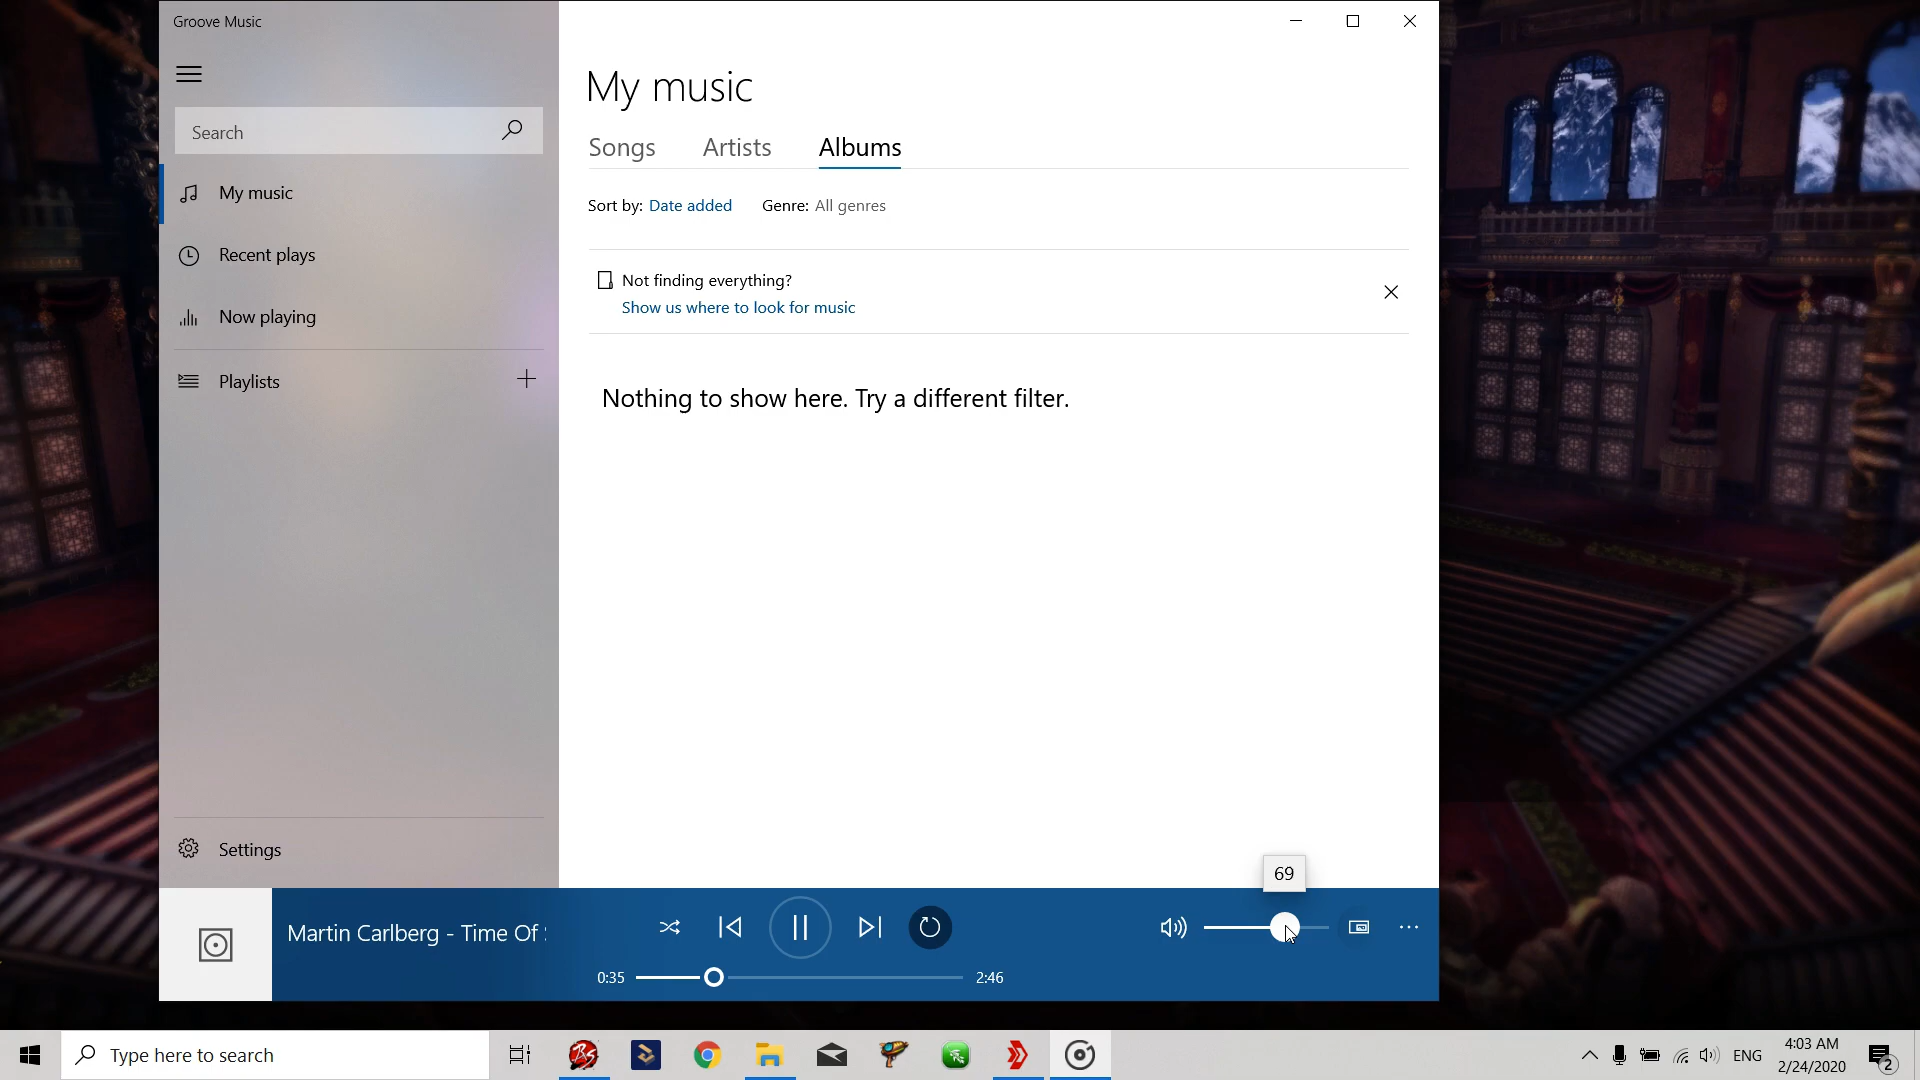 Groove Music
Search
My music
Recent plays
Now playing
Playlists
Settings
My music
Songs Artists Albums
Sort by: Date added Genre: All genres
Not finding everything?
Show us where to look for music
Nothing to show here. Try a different filter.
69
Martin Carlberg - Time Of
0:35 2:46
Type here to search
ENG
4:03 AM
2/24/2020
2